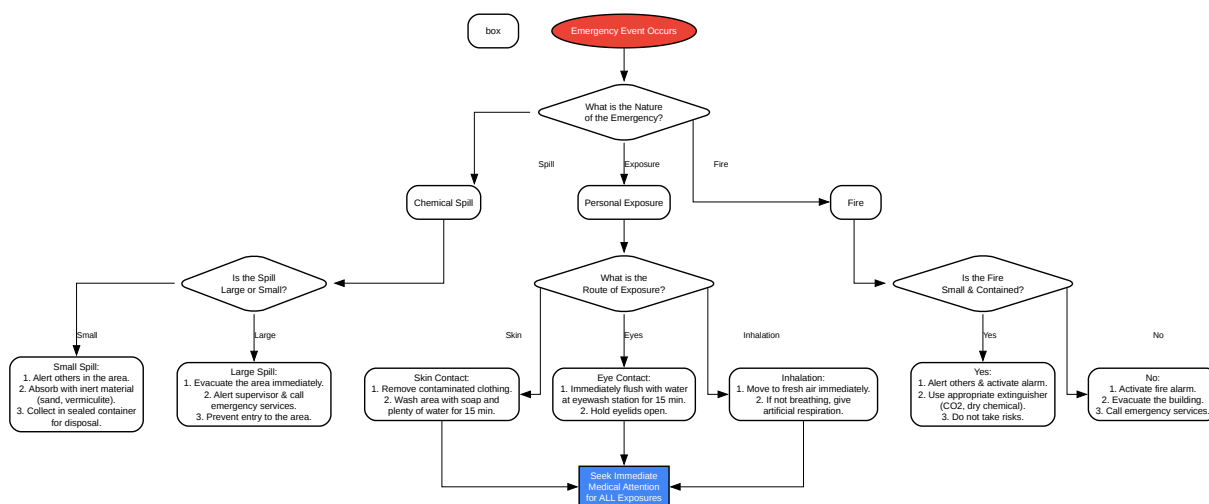 box
Emergency Event Occurs
What is the Nature
of the Emergency?
Spill
Exposure
Fire
Chemical Spill
Personal Exposure
Fire
Is the Spill
Large or Small?
What is the
Route of Exposure?
Is the Fire
Small & Contained?
Small
Large
Skin
Eyes
Inhalation
Yes
No
Small Spill:
1. Alert others in the area.
2. Absorb with inert material
(sand, vermiculite).
3. Collect in sealed container
for disposal.
Large Spill:
1. Evacuate the area immediately.
2. Alert supervisor & call
emergency services.
3. Prevent entry to the area.
Skin Contact:
1. Remove contaminated clothing.
2. Wash area with soap and
plenty of water for 15 min.
Eye Contact:
1. Immediately flush with water
at eyewash station for 15 min.
2. Hold eyelids open.
Inhalation:
1. Move to fresh air immediately.
2. If not breathing, give
artificial respiration.
Yes:
1. Alert others & activate alarm.
2. Use appropriate extinguisher
(CO2, dry chemical).
3. Do not take risks.
No:
1. Activate fire alarm.
2. Evacuate the building.
3. Call emergency services.
Seek Immediate
Medical Attention
for ALL Exposures